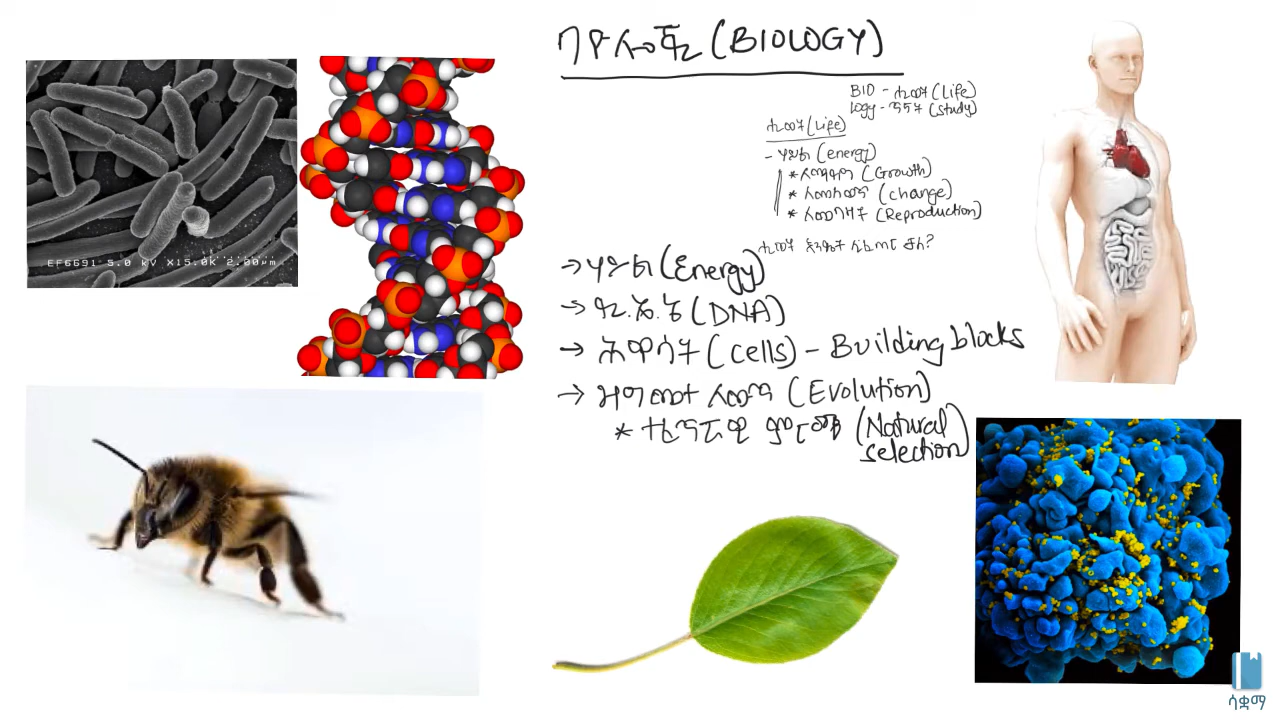 ባዮሎጂ (BIOLOGY)
BIO - ሕይወት (Life)
logy - ጥናት (study)
ሕይወት (Life)
- ሃይል (energy)
* ለማደግ (Growth)
* ለመለወጥ (change)
* ለመባዛት (Reproduction)
ሕይወት እንዴት ሊፈጠር ቻለ?
→ ሃይል (Energy)
→ ዲ.ኤ.ኤ (DNA)
→ ሕዋሳት (cells) - Building blocks
→ ዝግመተ ለውጥ (Evolution)
* ተፈጥሯዊ ምርጫ (Natural
selection)
EF6691 5.0 kV X15.0K 2.00µm
ሳቋማ